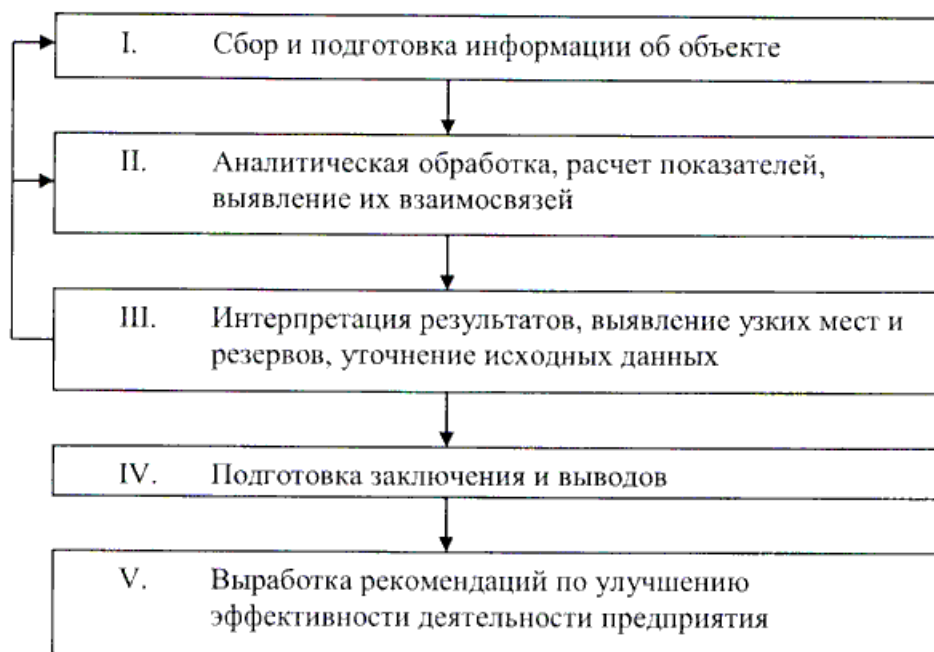 I. Сбор и подготовка информации об объекте
II. Аналитическая обработка, расчет показателей,
выявление их взаимосвязей
III. Интерпретация результатов, выявление узких мест и
резервов, уточнение исходных данных
IV. Подготовка заключения и выводов
V. Выработка рекомендаций по улучшению
эффективности деятельности предприятия